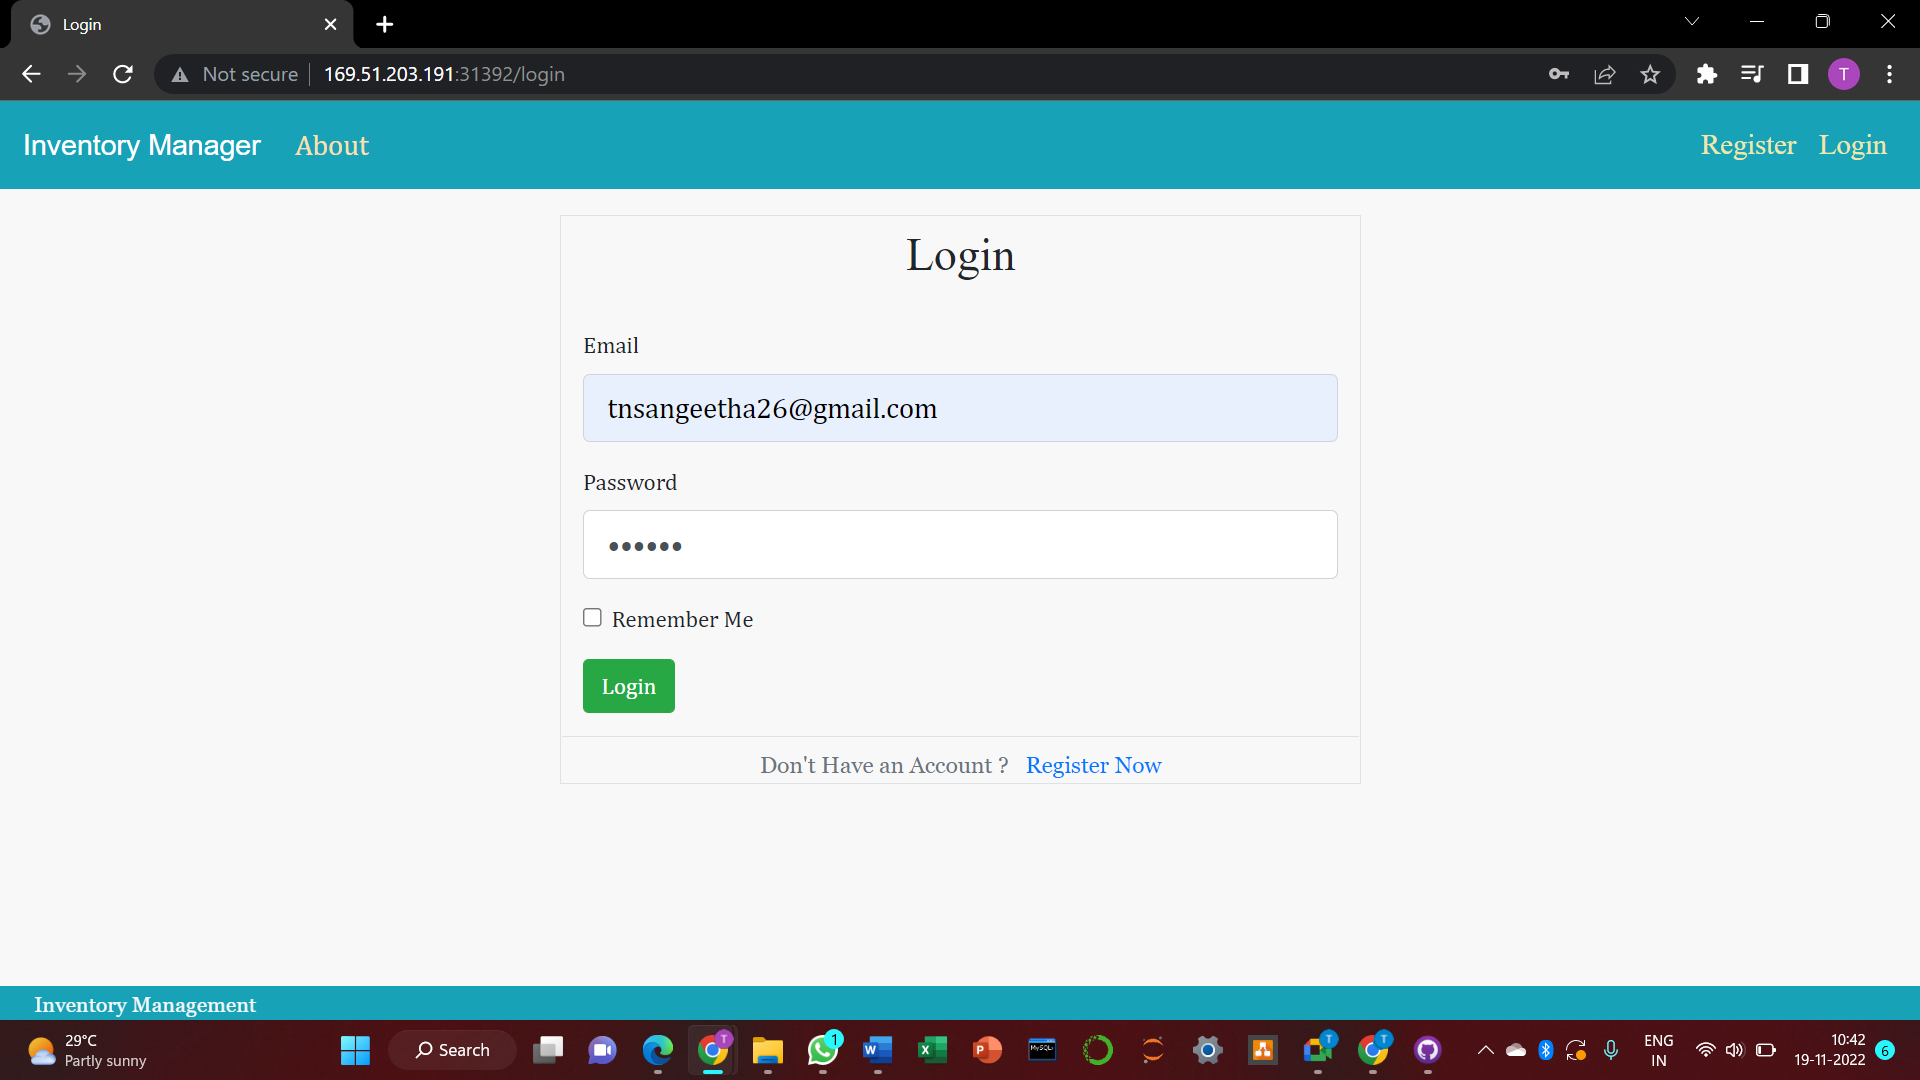 Login
Not secure 169.51.203.191:31392/login
T
Inventory Manager About Register Login
Login
Email
tnsangeetha26@gmail.com
Password
Remember Me
Login
Don't Have an Account ? Register Now
Inventory Management
29°C
Partly sunny
Search
T
1
W
X
P
MySQL
T
T
ENG
IN
10:42
19-11-2022
6